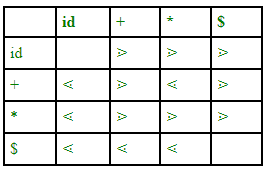 id + * $
id ⋗ ⋗ ⋗
+ ⋖ ⋗ ⋖ ⋗
* ⋖ ⋗ ⋗ ⋗
$ ⋖ ⋖ ⋖